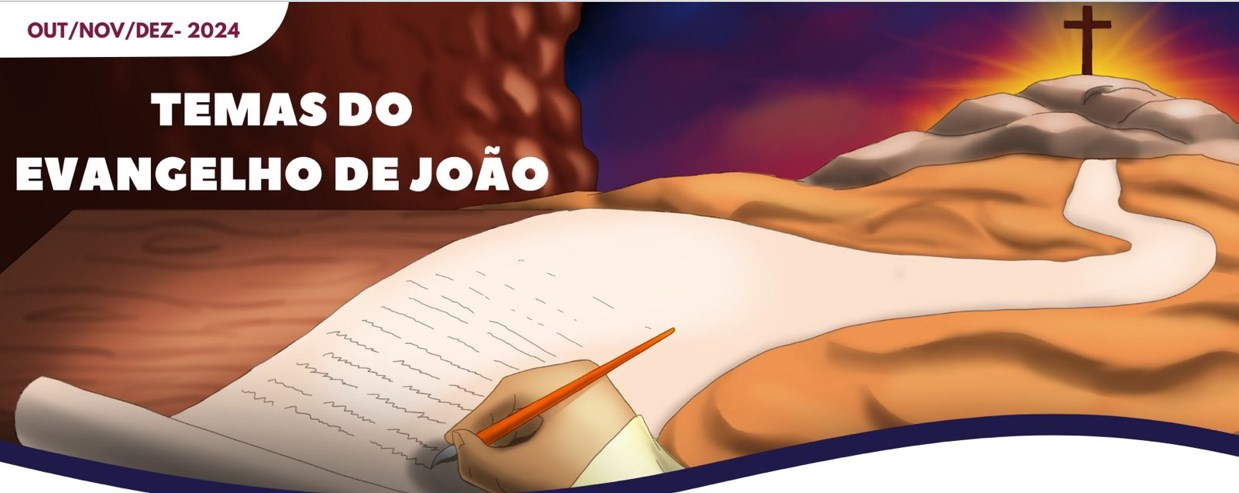 OUT/NOV/DEZ- 2024
TEMAS DO
EVANGELHO DE JOÃO